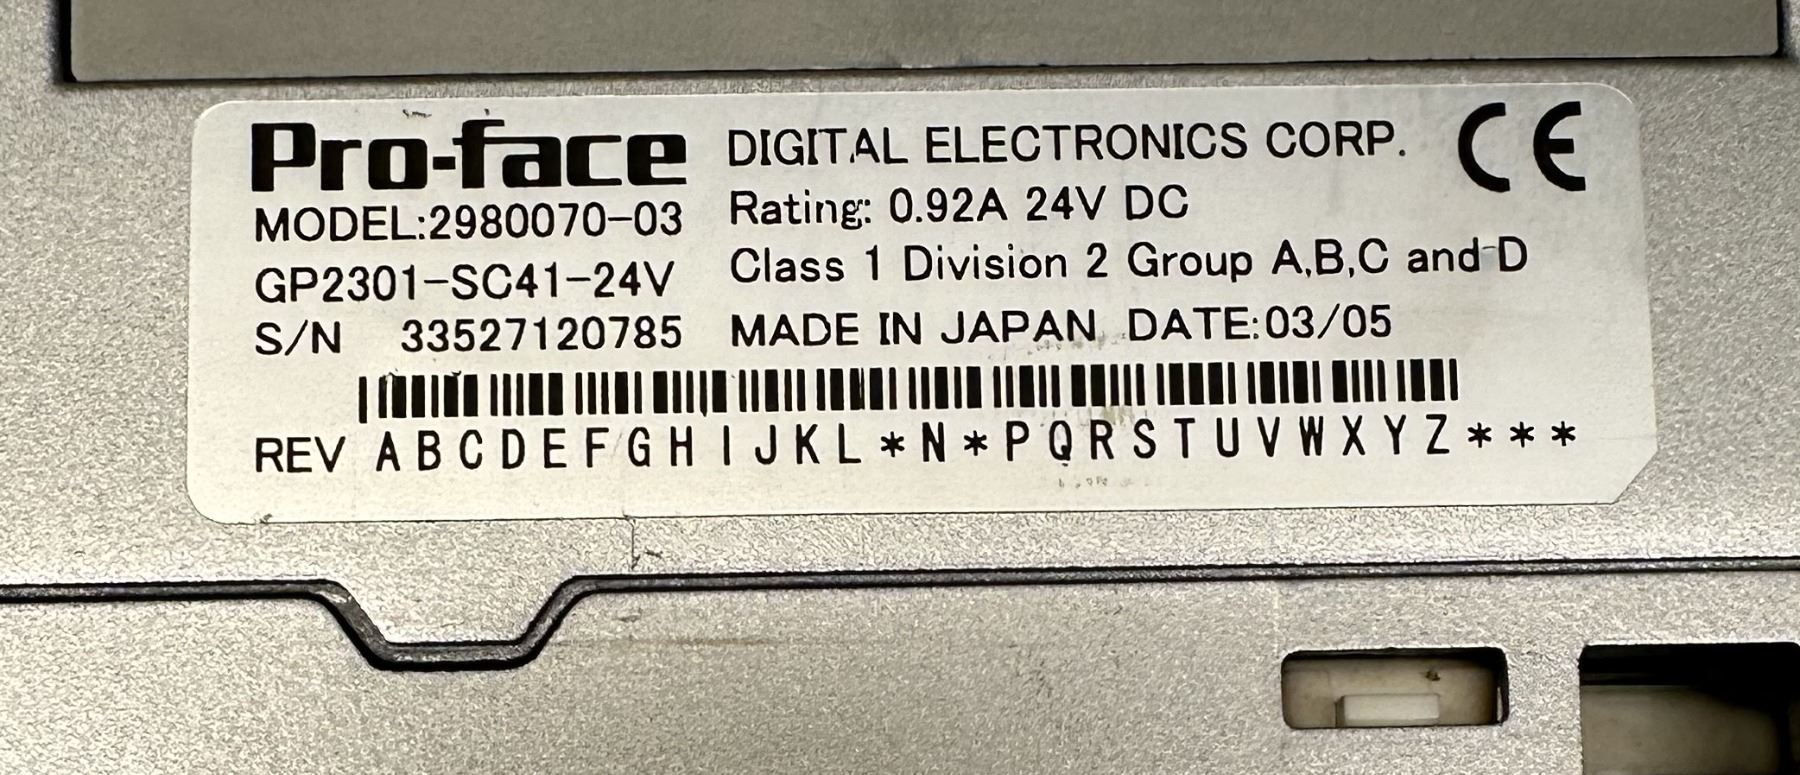 Pro-face DIGITAL ELECTRONICS CORP. CE
MODEL:2980070-03 Rating: 0.92A 24V DC
GP2301-SC41-24V Class 1 Division 2 Group A,B,C and D
S/N 33527120785 MADE IN JAPAN DATE:03/05
REV A B C D E F G H I J K L * N * P Q R S T U V W X Y Z * * *